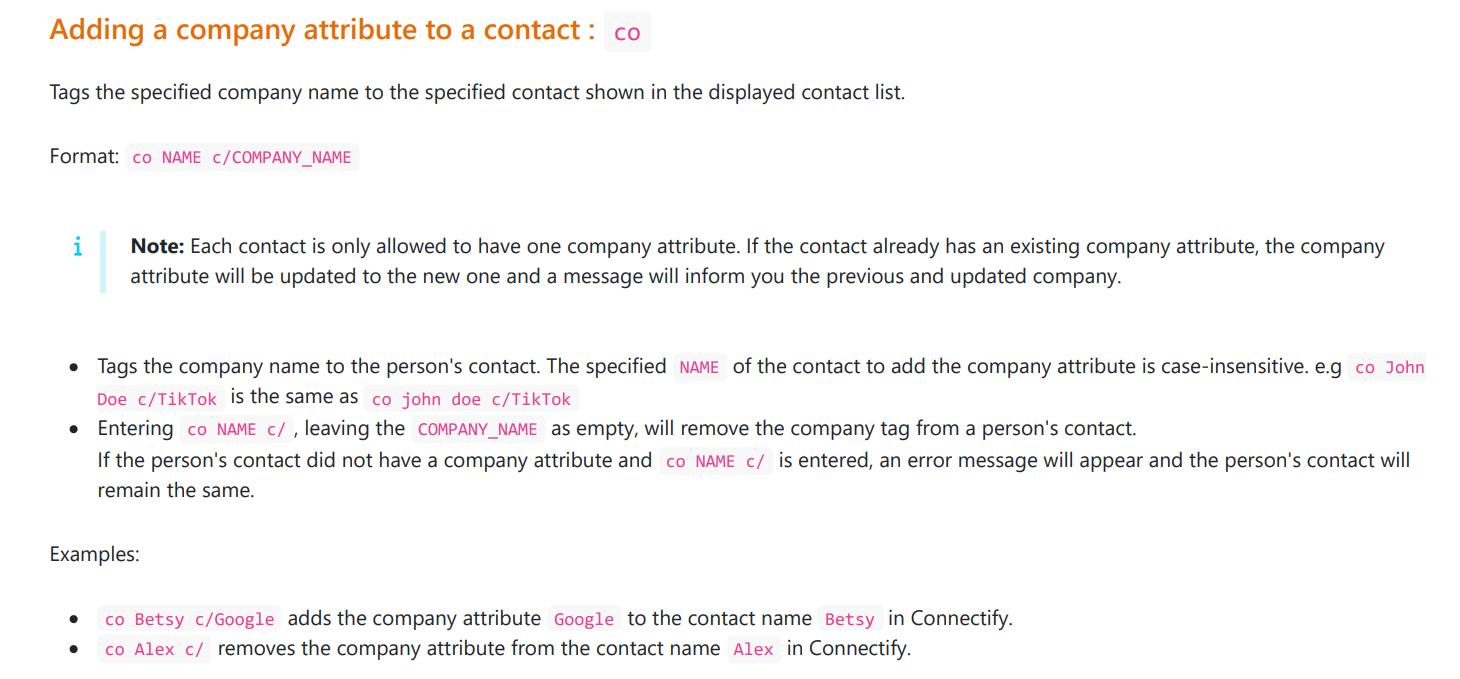 Adding a company attribute to a contact : co
Tags the specified company name to the specified contact shown in the displayed contact list.
Format: co NAME c/COMPANY_NAME
i Note: Each contact is only allowed to have one company attribute. If the contact already has an existing company attribute, the company
attribute will be updated to the new one and a message will inform you the previous and updated company.
• Tags the company name to the person's contact. The specified NAME of the contact to add the company attribute is case-insensitive. e.g co John
Doe c/TikTok is the same as co john doe c/TikTok
• Entering co NAME c/ , leaving the COMPANY_NAME as empty, will remove the company tag from a person's contact.
If the person's contact did not have a company attribute and co NAME c/ is entered, an error message will appear and the person's contact will
remain the same.
Examples:
• co Betsy c/Google adds the company attribute Google to the contact name Betsy in Connectify.
• co Alex c/ removes the company attribute from the contact name Alex in Connectify.